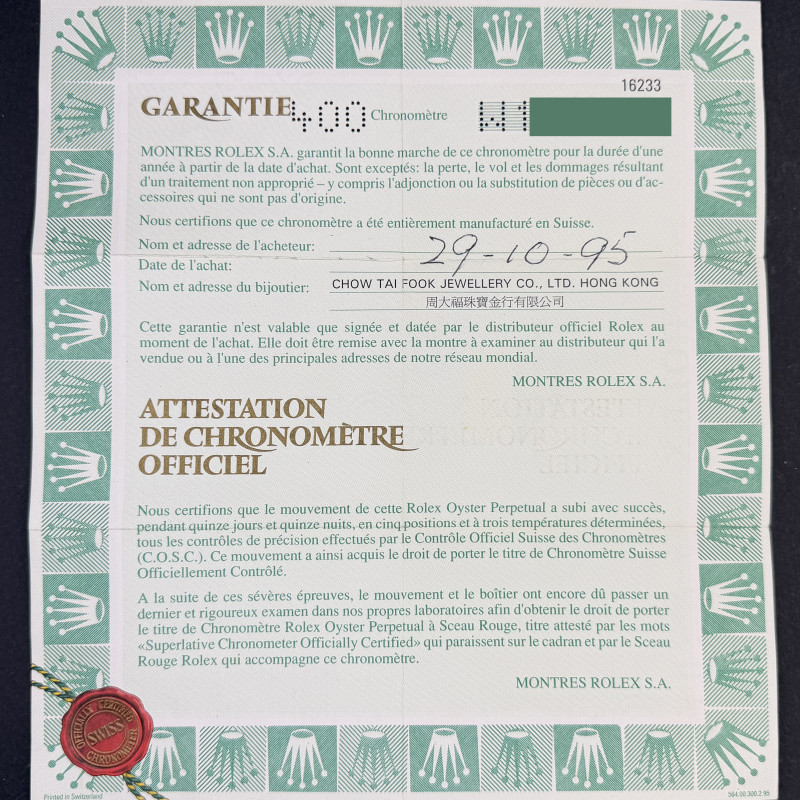 16233
GARANTIE 400 Chronomètre W1
MONTRES ROLEX S.A. garantit la bonne marche de ce chronomètre pour la durée d'une
année à partir de la date d'achat. Sont exceptés: la perte, le vol et les dommages résultant
d'un traitement non approprié – y compris l'adjonction ou la substitution de pièces ou d'ac-
cessoires qui ne sont pas d'origine.
Nous certifions que ce chronomètre a été entièrement manufacturé en Suisse.
Nom et adresse de l'acheteur:
Date de l'achat: 29-10-95
Nom et adresse du bijoutier: CHOW TAI FOOK JEWELLERY CO., LTD. HONG KONG
周大福珠寶金行有限公司
Cette garantie n'est valable que signée et datée par le distributeur officiel Rolex au
moment de l'achat. Elle doit être remise avec la montre à examiner au distributeur qui l'a
vendue ou à l'une des principales adresses de notre réseau mondial.
MONTRES ROLEX S.A.
ATTESTATION
DE CHRONOMÈTRE
OFFICIEL
Nous certifions que le mouvement de cette Rolex Oyster Perpetual a subi avec succès,
pendant quinze jours et quinze nuits, en cinq positions et à trois températures déterminées,
tous les contrôles de précision effectués par le Contrôle Officiel Suisse des Chronomètres
(C.O.S.C.). Ce mouvement a ainsi acquis le droit de porter le titre de Chronomètre Suisse
Officiellement Contrôlé.
A la suite de ces sévères épreuves, le mouvement et le boîtier ont encore dû passer un
dernier et rigoureux examen dans nos propres laboratoires afin d'obtenir le droit de porter
le titre de Chronomètre Rolex Oyster Perpetual à Sceau Rouge, titre attesté par les mots
«Superlative Chronometer Officially Certified» qui paraissent sur le cadran et par le Sceau
Rouge Rolex qui accompagne ce chronomètre.
MONTRES ROLEX S.A.
OFFICIALLY CERTIFIED
SWISS
CHRONOMETER
Printed in Switzerland
564.00.300.2.95